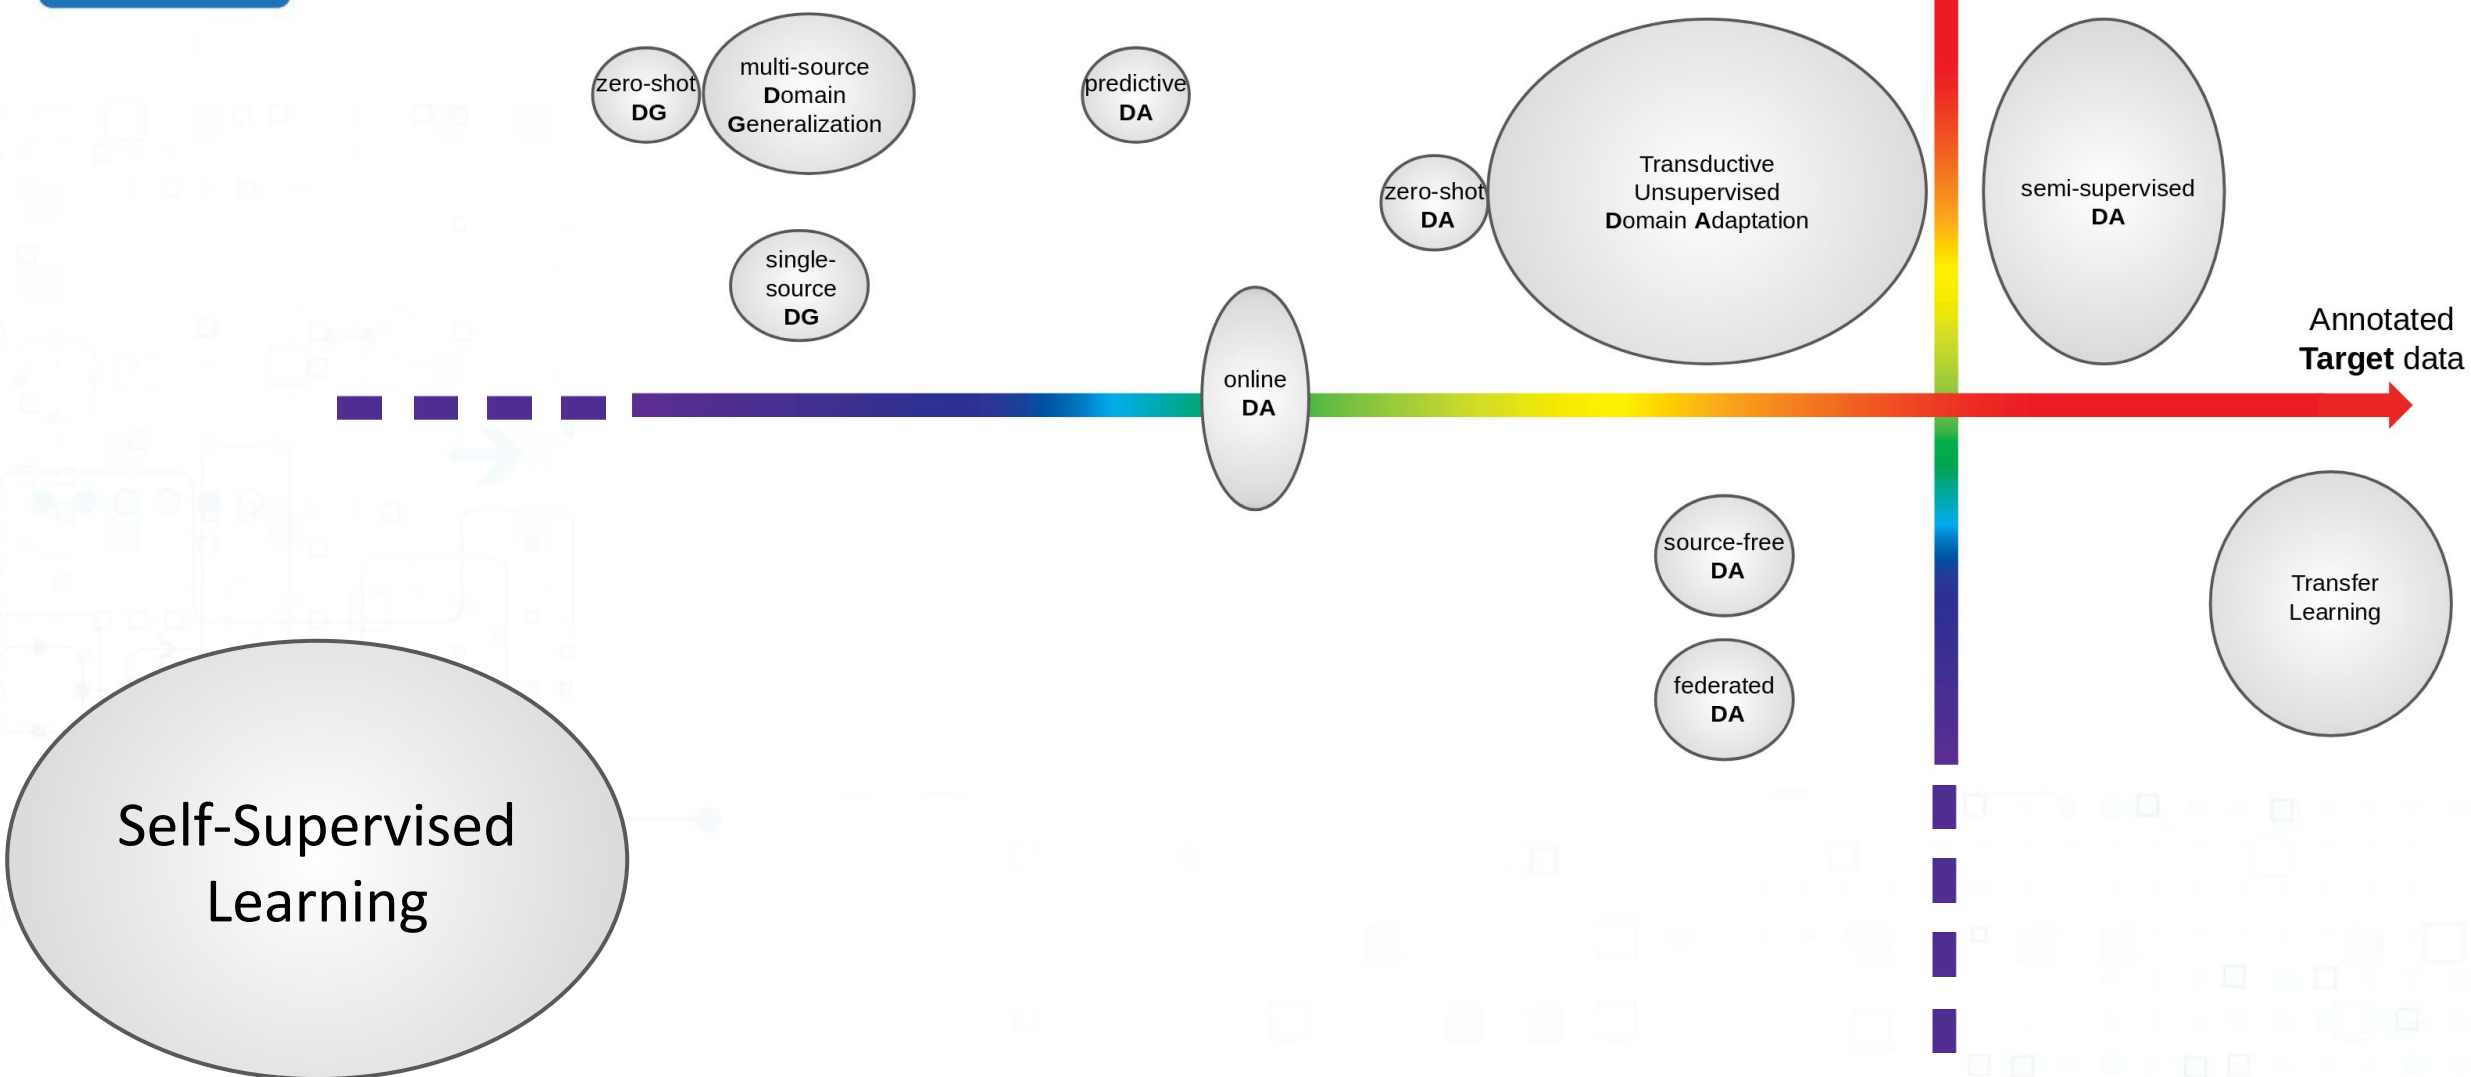 zero-shot
DG
multi-source
Domain
Generalization
predictive
DA
zero-shot
DA
Transductive
Unsupervised
Domain Adaptation
semi-supervised
DA
single-
source
DG
online
DA
Annotated
Target data
source-free
DA
federated
DA
Transfer
Learning
Self-Supervised
Learning